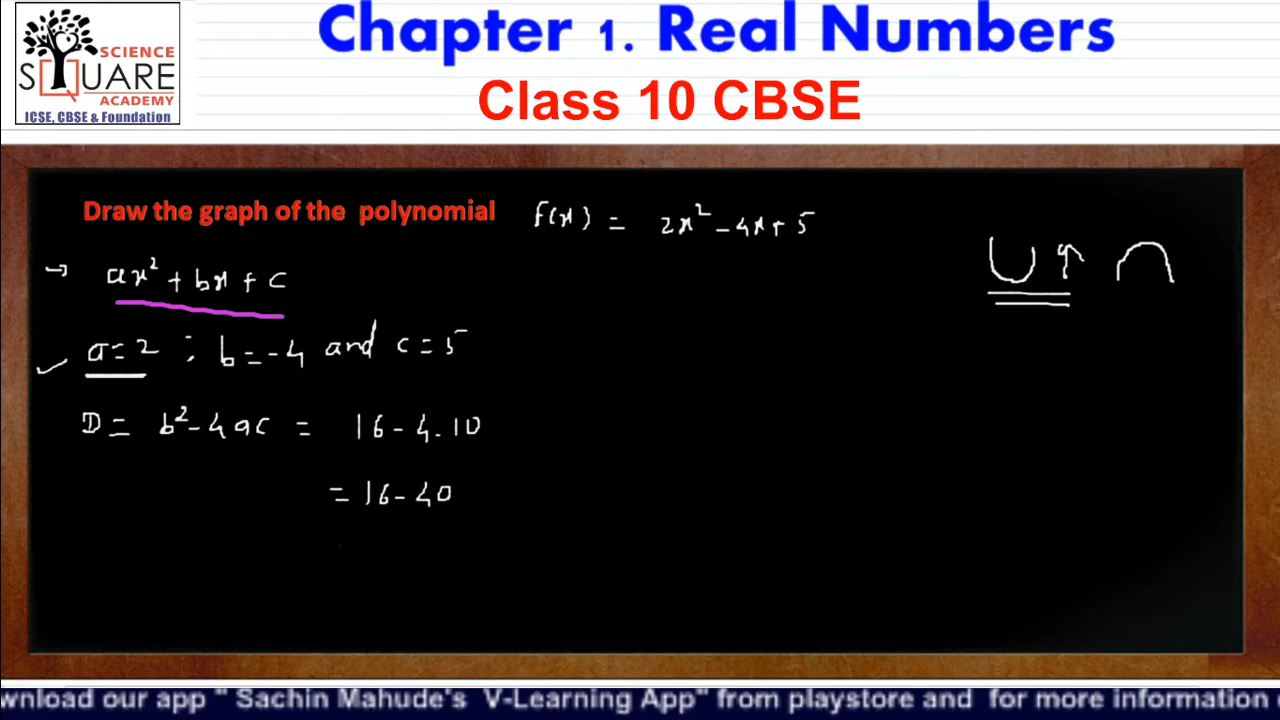 SCIENCE
SQUARE
ACADEMY
ICSE, CBSE & Foundation
Chapter 1. Real Numbers
Class 10 CBSE
Draw the graph of the polynomial f(x) = 2x² - 4x + 5
→ ax² + bx + c
a = 2 ; b = -4 and c = 5
D = b² - 4ac = 16 - 4.10
= 16 - 40
wnload our app " Sachin Mahude's V-Learning App" from playstore and for more information